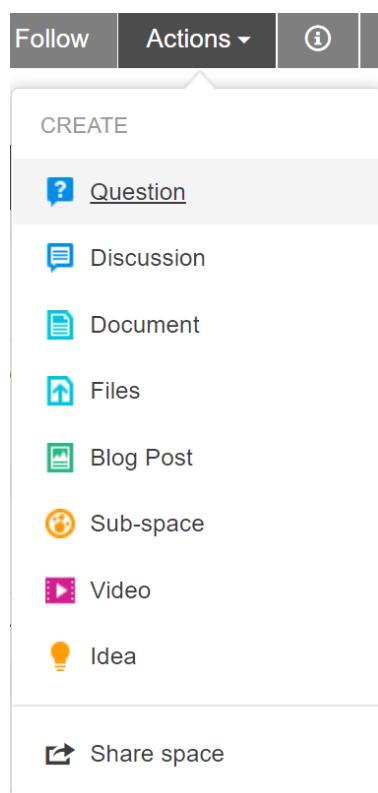 Follow Actions
CREATE
Question
Discussion
Document
Files
Blog Post
Sub-space
Video
Idea
Share space